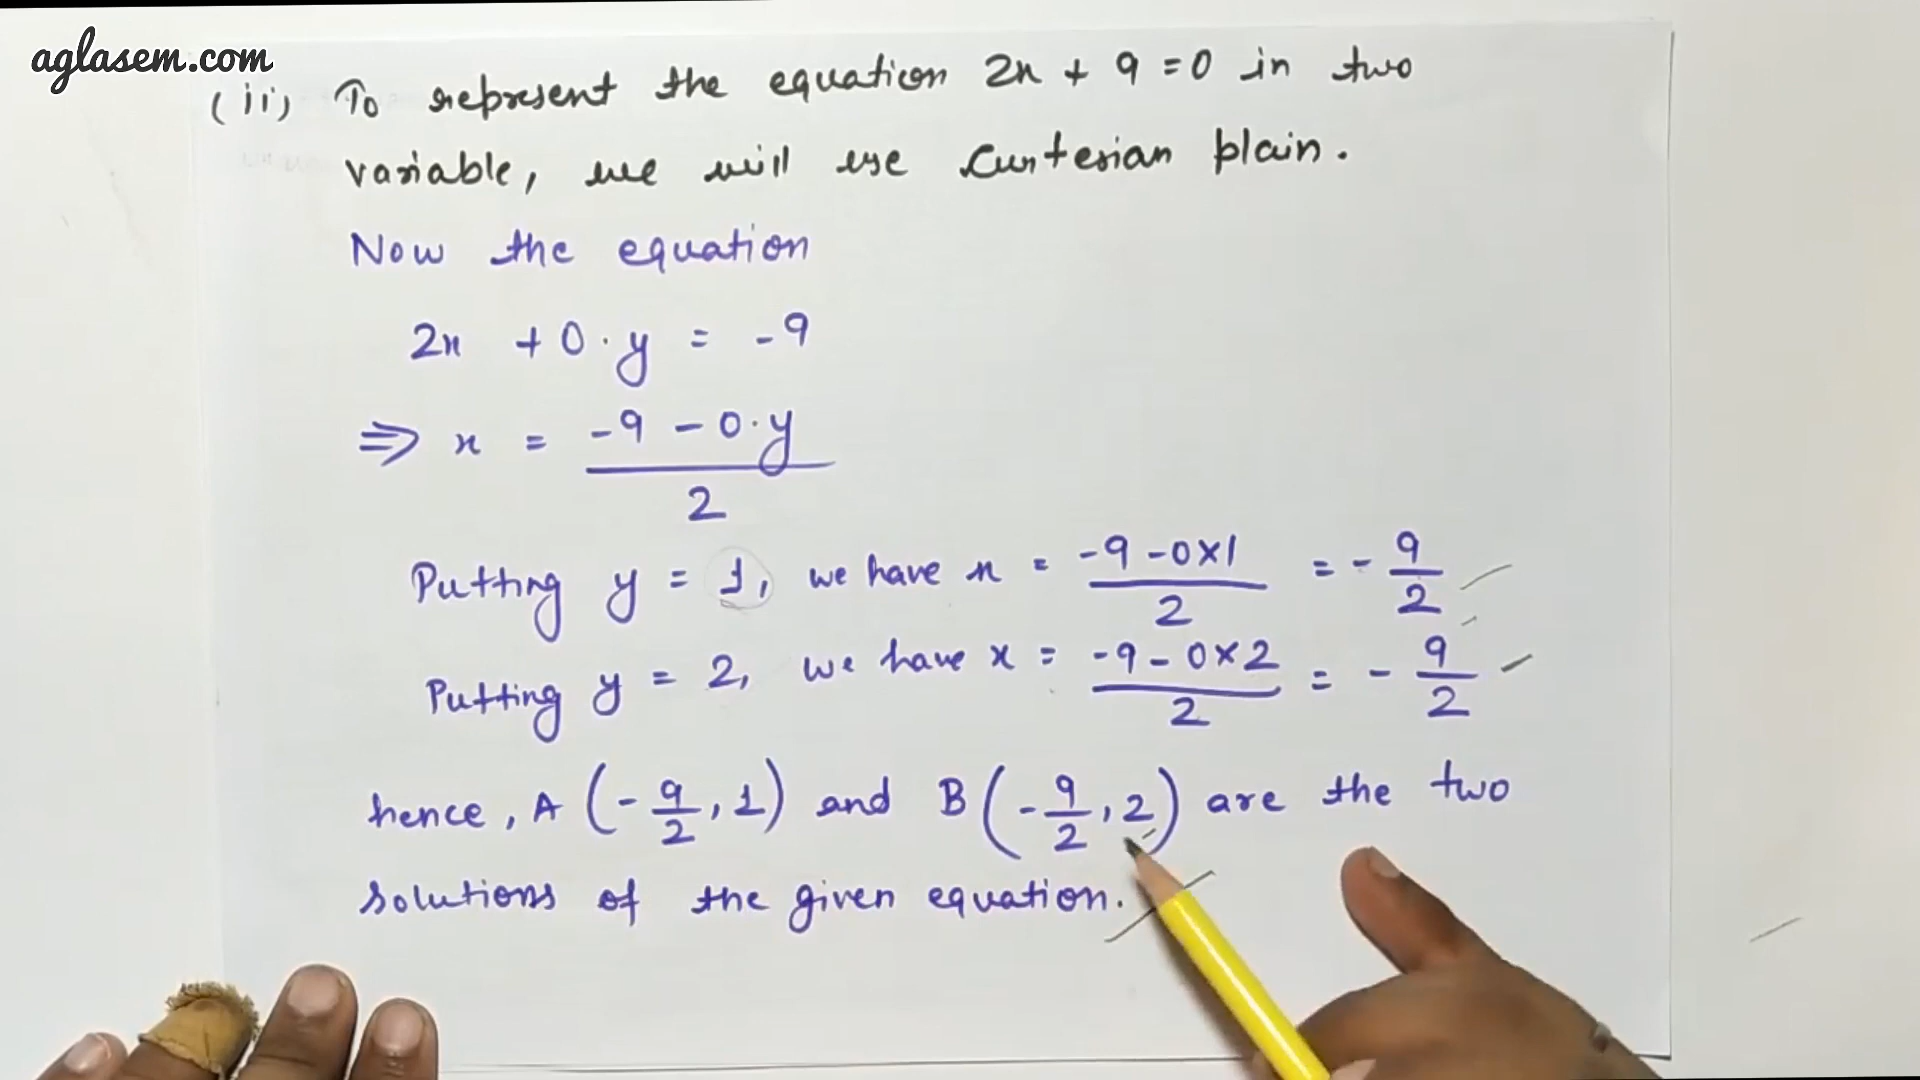 aglasem.com
(ii) To represent the equation 2x + 9 = 0 in two
variable, we will use Curtesian plain.
Now the equation
2x + 0·y = -9
⇒ x = (-9 - 0·y)/2
Putting y = 1, we have x = (-9 - 0×1)/2 = -9/2
Putting y = 2, we have x = (-9 - 0×2)/2 = -9/2
hence, A (-9/2, 1) and B (-9/2, 2) are the two
solutions of the given equation.